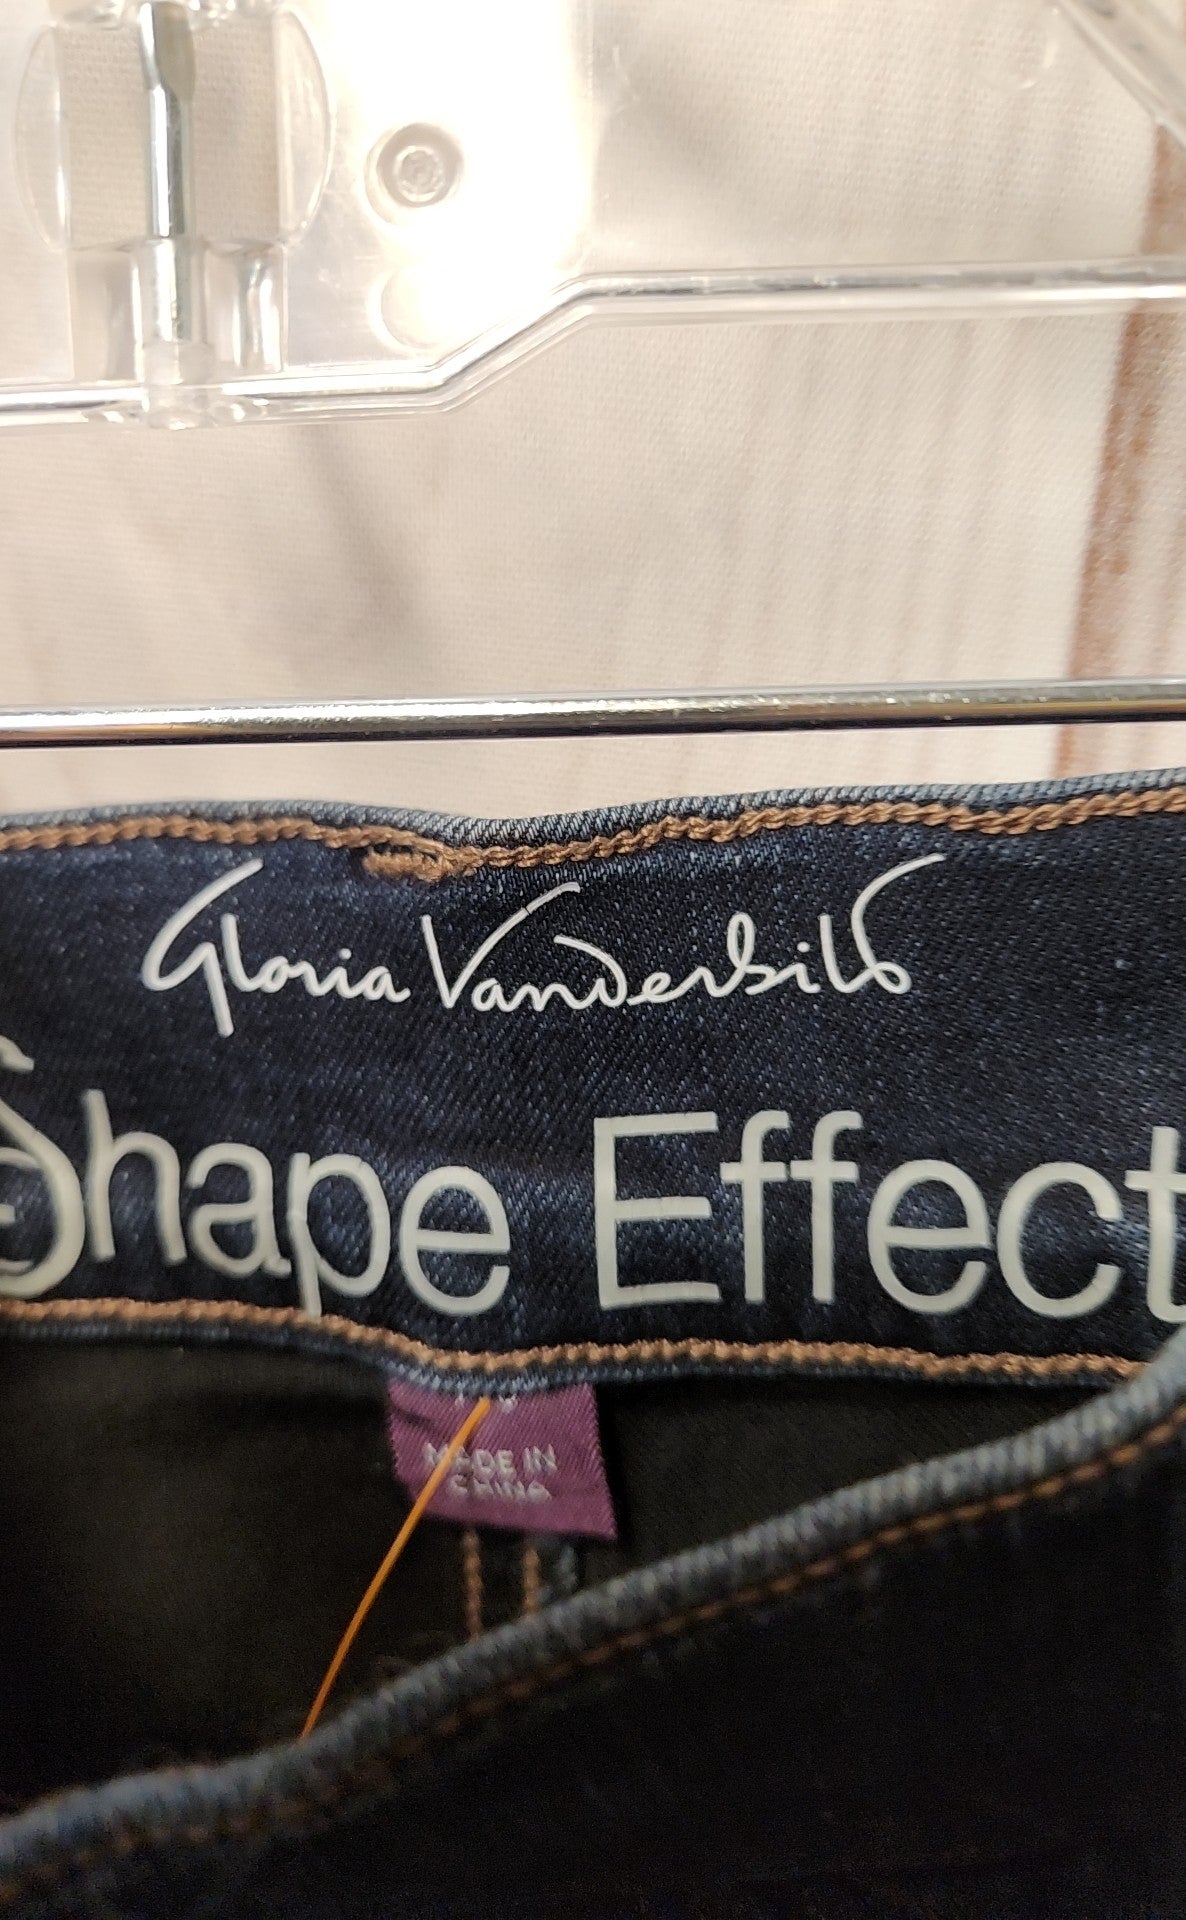 Gloria Vanderbilt
Shape Effect
MADE IN
CHINA